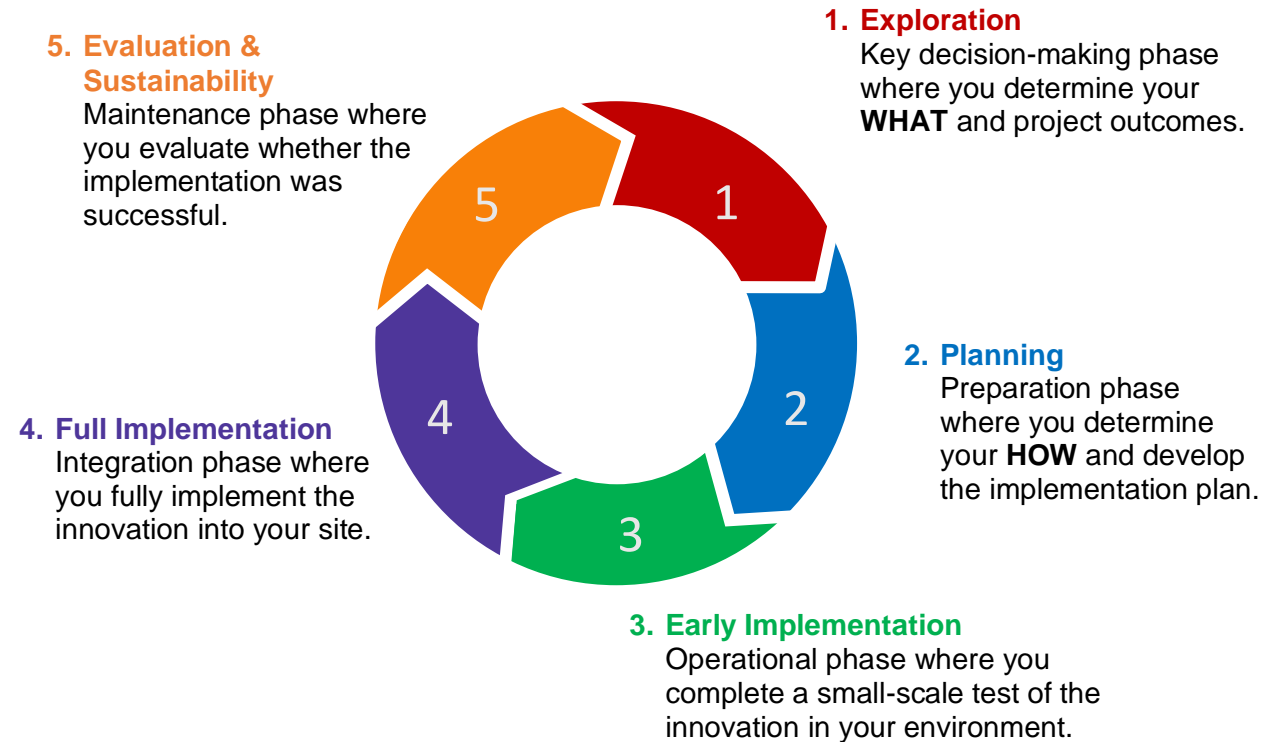 1. Exploration
Key decision-making phase
where you determine your
WHAT and project outcomes.
2. Planning
Preparation phase
where you determine
your HOW and develop
the implementation plan.
3. Early Implementation
Operational phase where you
complete a small-scale test of the
innovation in your environment.
4. Full Implementation
Integration phase where
you fully implement the
innovation into your site.
5. Evaluation &
Sustainability
Maintenance phase where
you evaluate whether the
implementation was
successful.
1
2
3
4
5